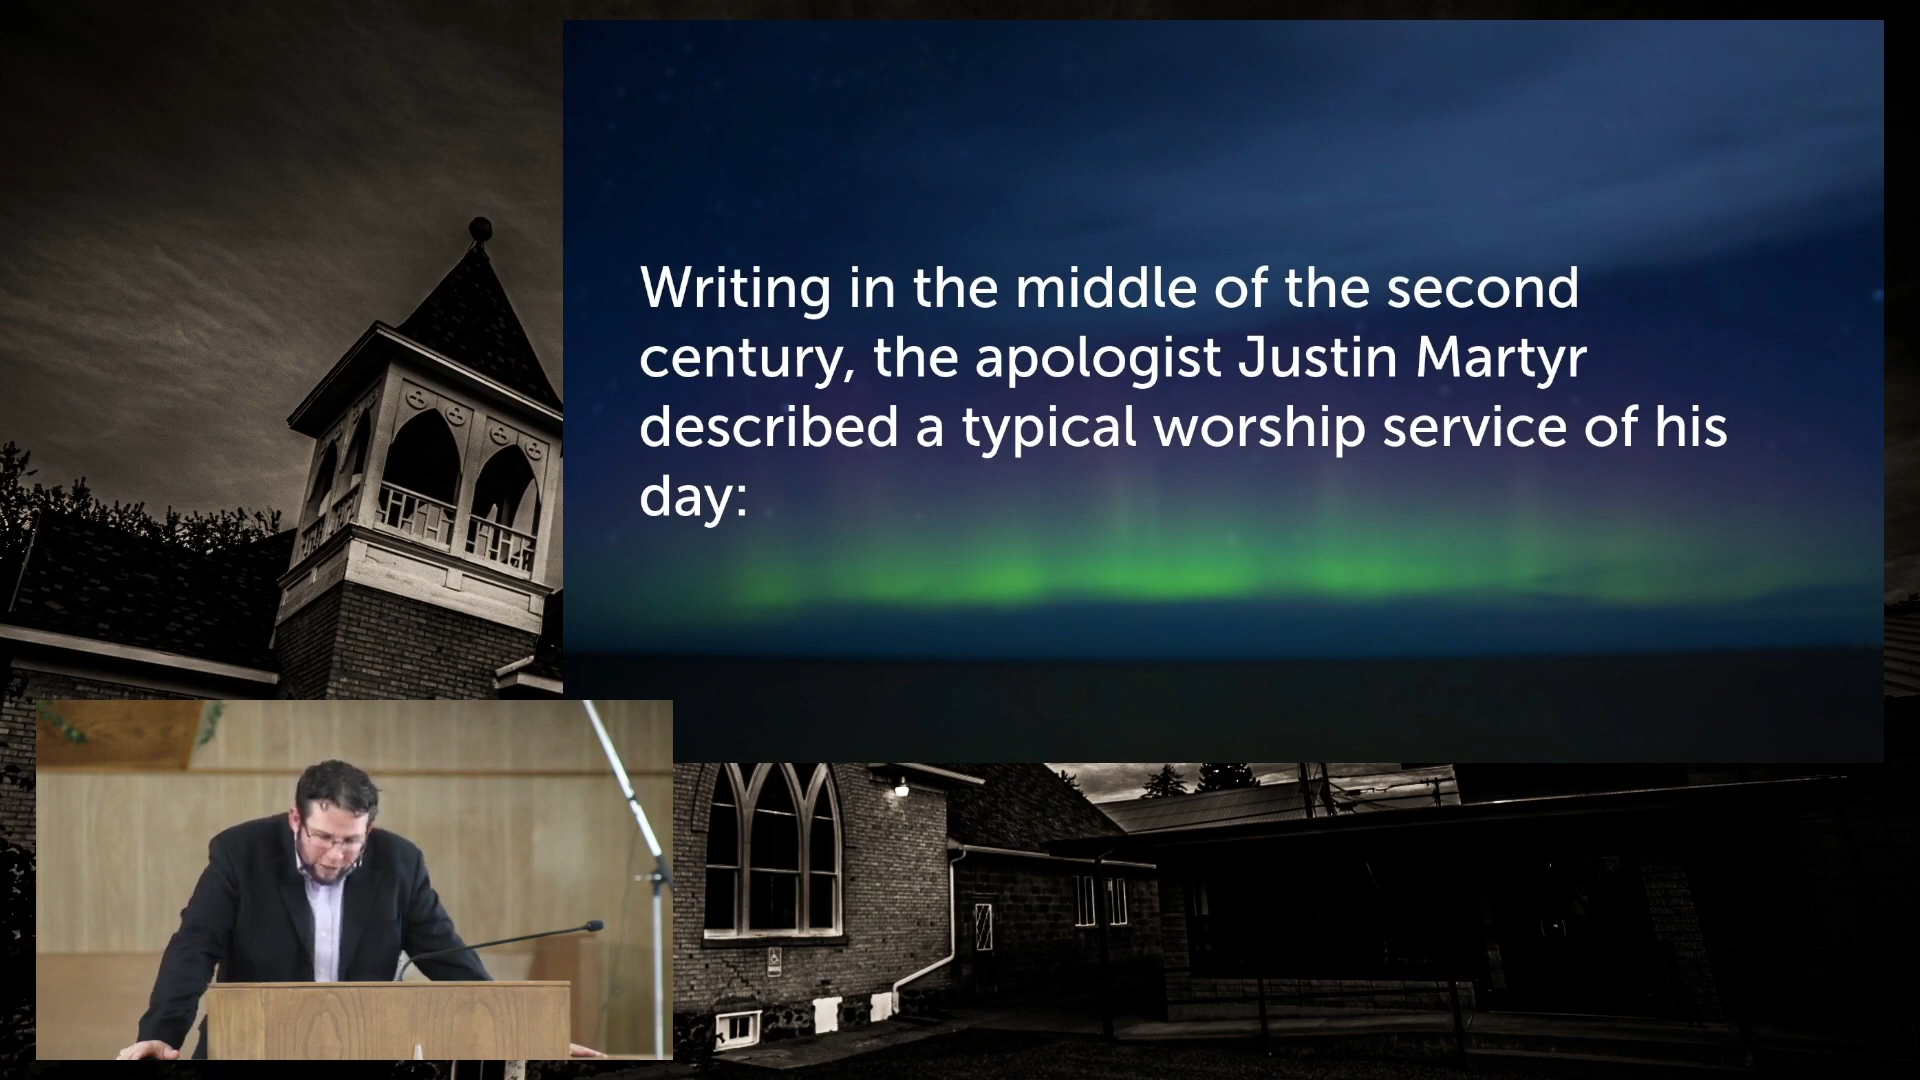 Writing in the middle of the second
century, the apologist Justin Martyr
described a typical worship service of his
day: